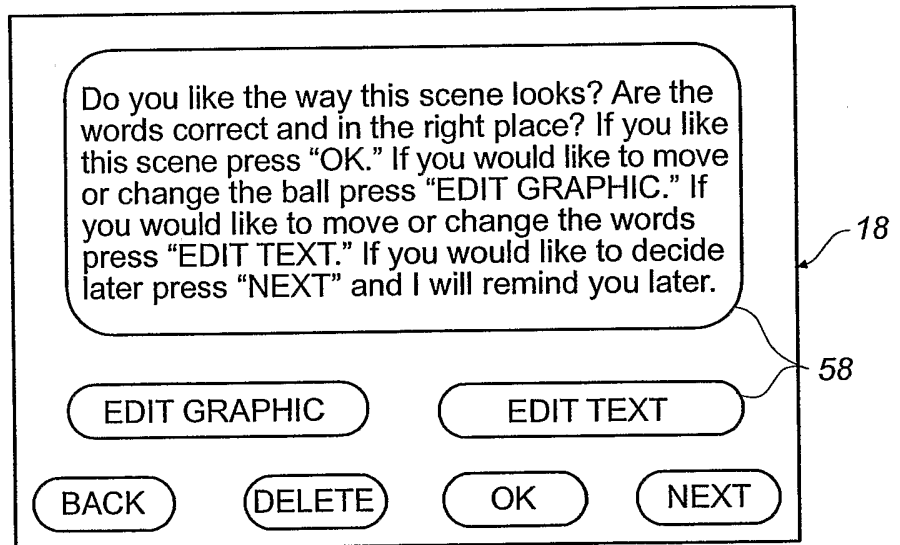 Do you like the way this scene looks? Are the
words correct and in the right place? If you like
this scene press “OK.” If you would like to move
or change the ball press “EDIT GRAPHIC.” If
you would like to move or change the words
press “EDIT TEXT.” If you would like to decide
later press “NEXT” and I will remind you later.
18
58
EDIT GRAPHIC
EDIT TEXT
BACK
DELETE
OK
NEXT